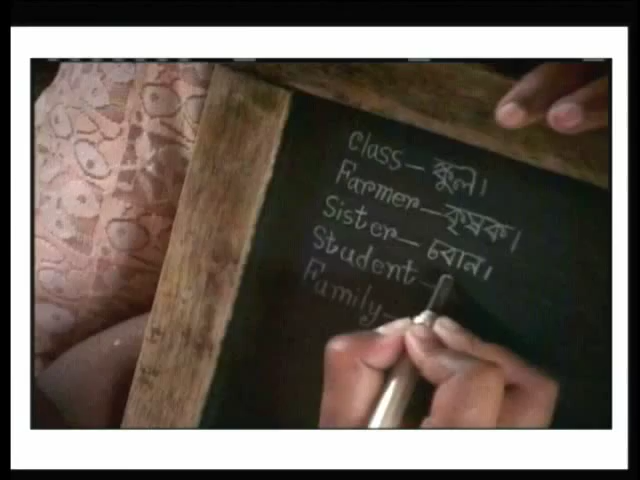 Class – স্কুল।
Farmer – কৃষক।
Sister – বোন।
Student –
Family –